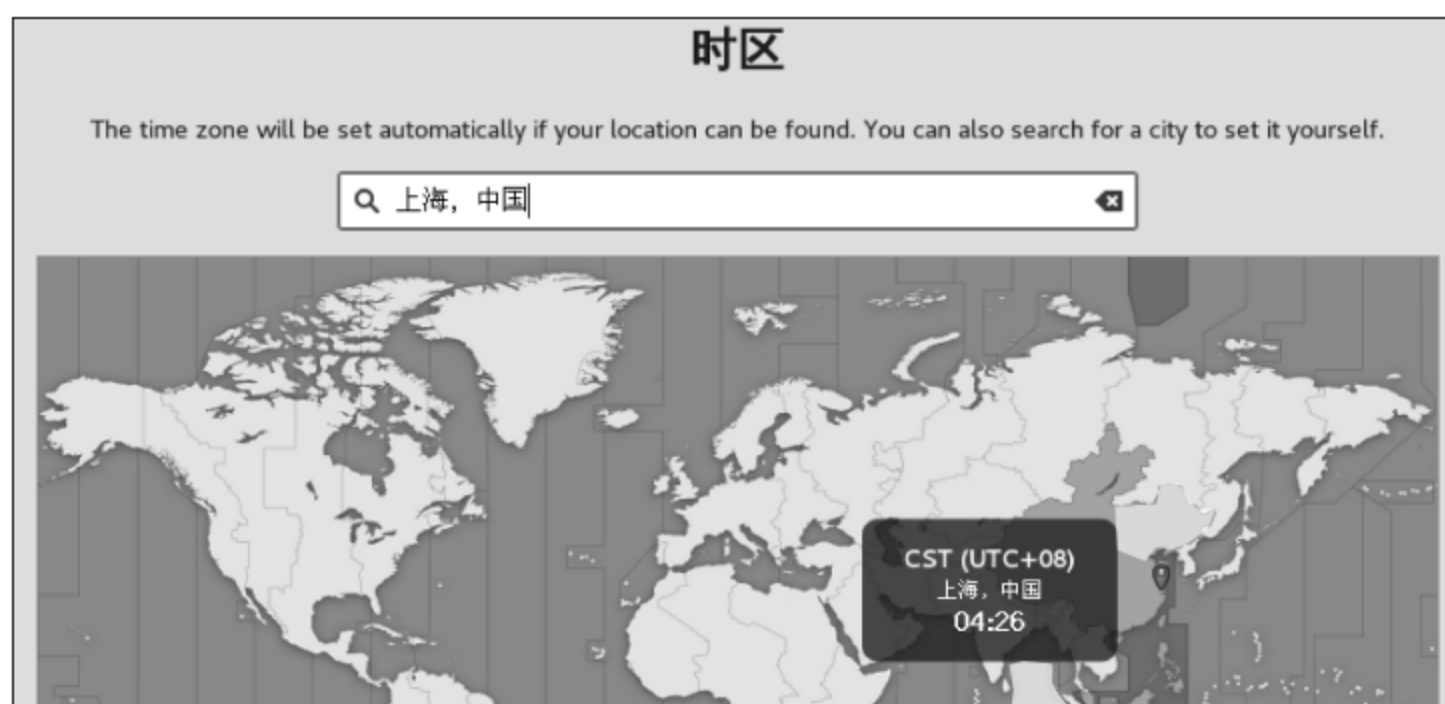 时区
The time zone will be set automatically if your location can be found. You can also search for a city to set it yourself.
上海，中国
CST (UTC+08)
上海，中国
04:26